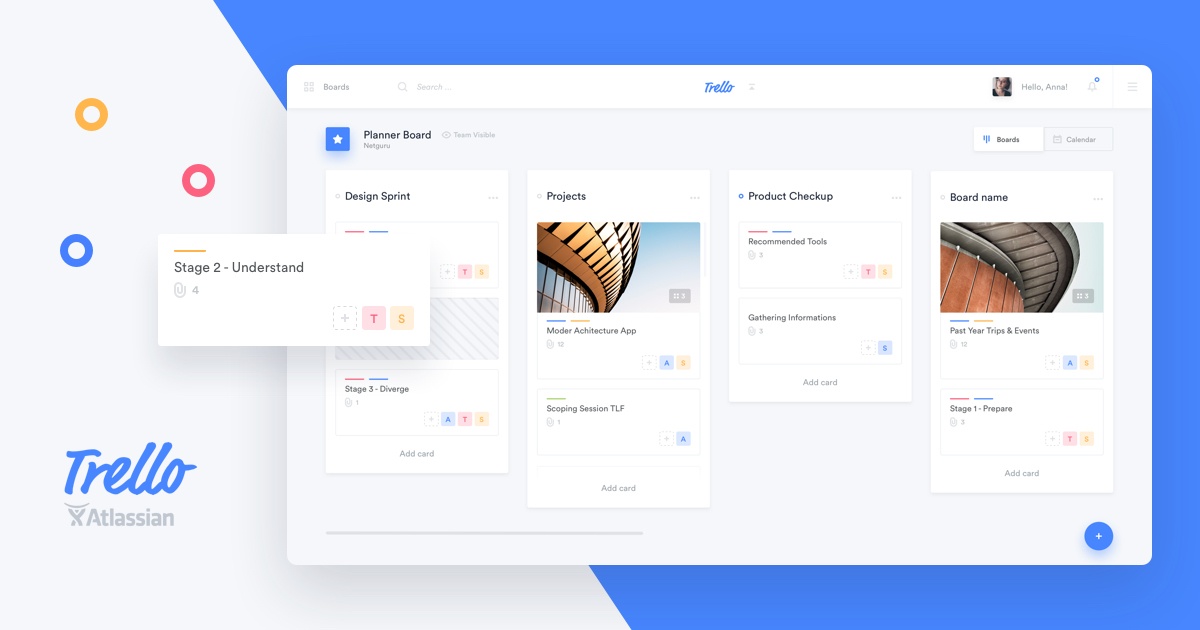 Boards
Search ...
Trello
Hello, Anna!
Planner Board
Team Visible
Netguru
Boards
Calendar
Design Sprint
T S
Stage 2 - Understand
4
T S
Stage 3 - Diverge
1
A T S
Add card
Projects
3
Moder Achitecture App
12
A S
Scoping Session TLF
1
A
Add card
Product Checkup
Recommended Tools
3
T S
Gathering Informations
3
S
Add card
Board name
3
Past Year Trips & Events
12
A S
Stage 1 - Prepare
3
T S
Add card
Trello
Atlassian